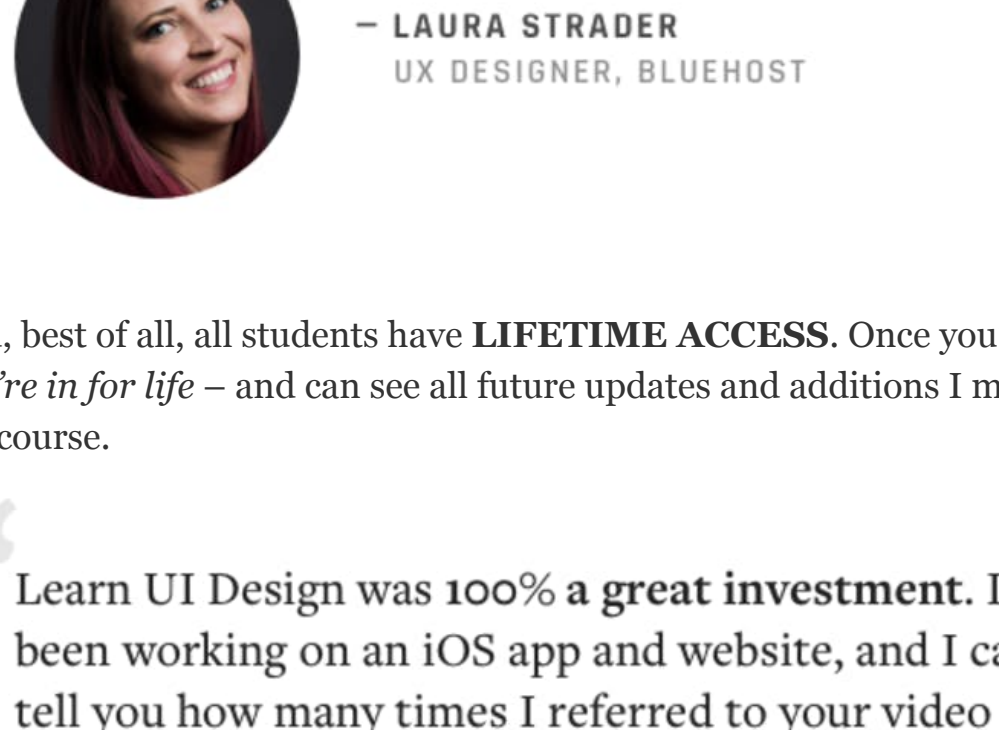 – LAURA STRADER
UX DESIGNER, BLUEHOST
, best of all, all students have LIFETIME ACCESS. Once you
’re in for life – and can see all future updates and additions I m
course.
Learn UI Design was 100% a great investment. I
been working on an iOS app and website, and I ca
tell you how many times I referred to your video